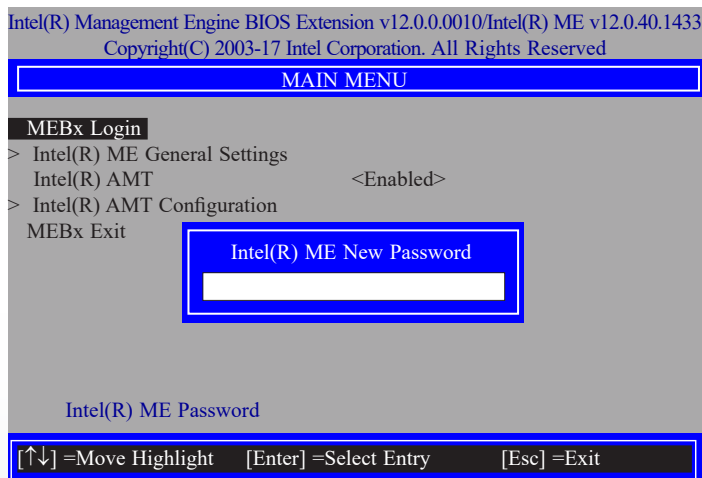 Intel(R) Management Engine BIOS Extension v12.0.0.0010/Intel(R) ME v12.0.40.1433
Copyright(C) 2003-17 Intel Corporation. All Rights Reserved
MAIN MENU
MEBx Login
> Intel(R) ME General Settings
Intel(R) AMT <Enabled>
> Intel(R) AMT Configuration
MEBx Exit
Intel(R) ME New Password
Intel(R) ME Password
[↑↓] =Move Highlight [Enter] =Select Entry [Esc] =Exit